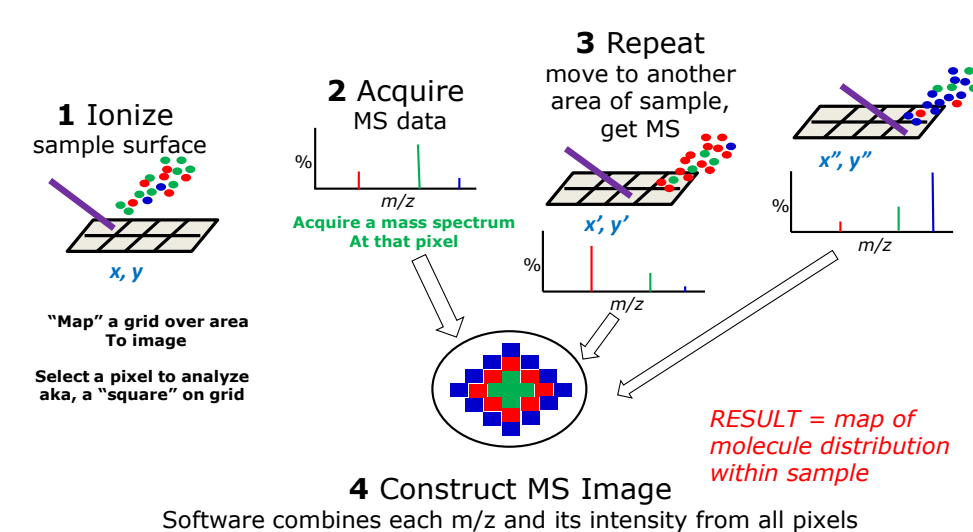 1 Ionize
sample surface
x, y
“Map” a grid over area
To image
Select a pixel to analyze
aka, a “square” on grid
2 Acquire
MS data
%
m/z
Acquire a mass spectrum
At that pixel
3 Repeat
move to another
area of sample,
get MS
x’, y’
%
m/z
x”, y”
%
m/z
RESULT = map of
molecule distribution
within sample
4 Construct MS Image
Software combines each m/z and its intensity from all pixels